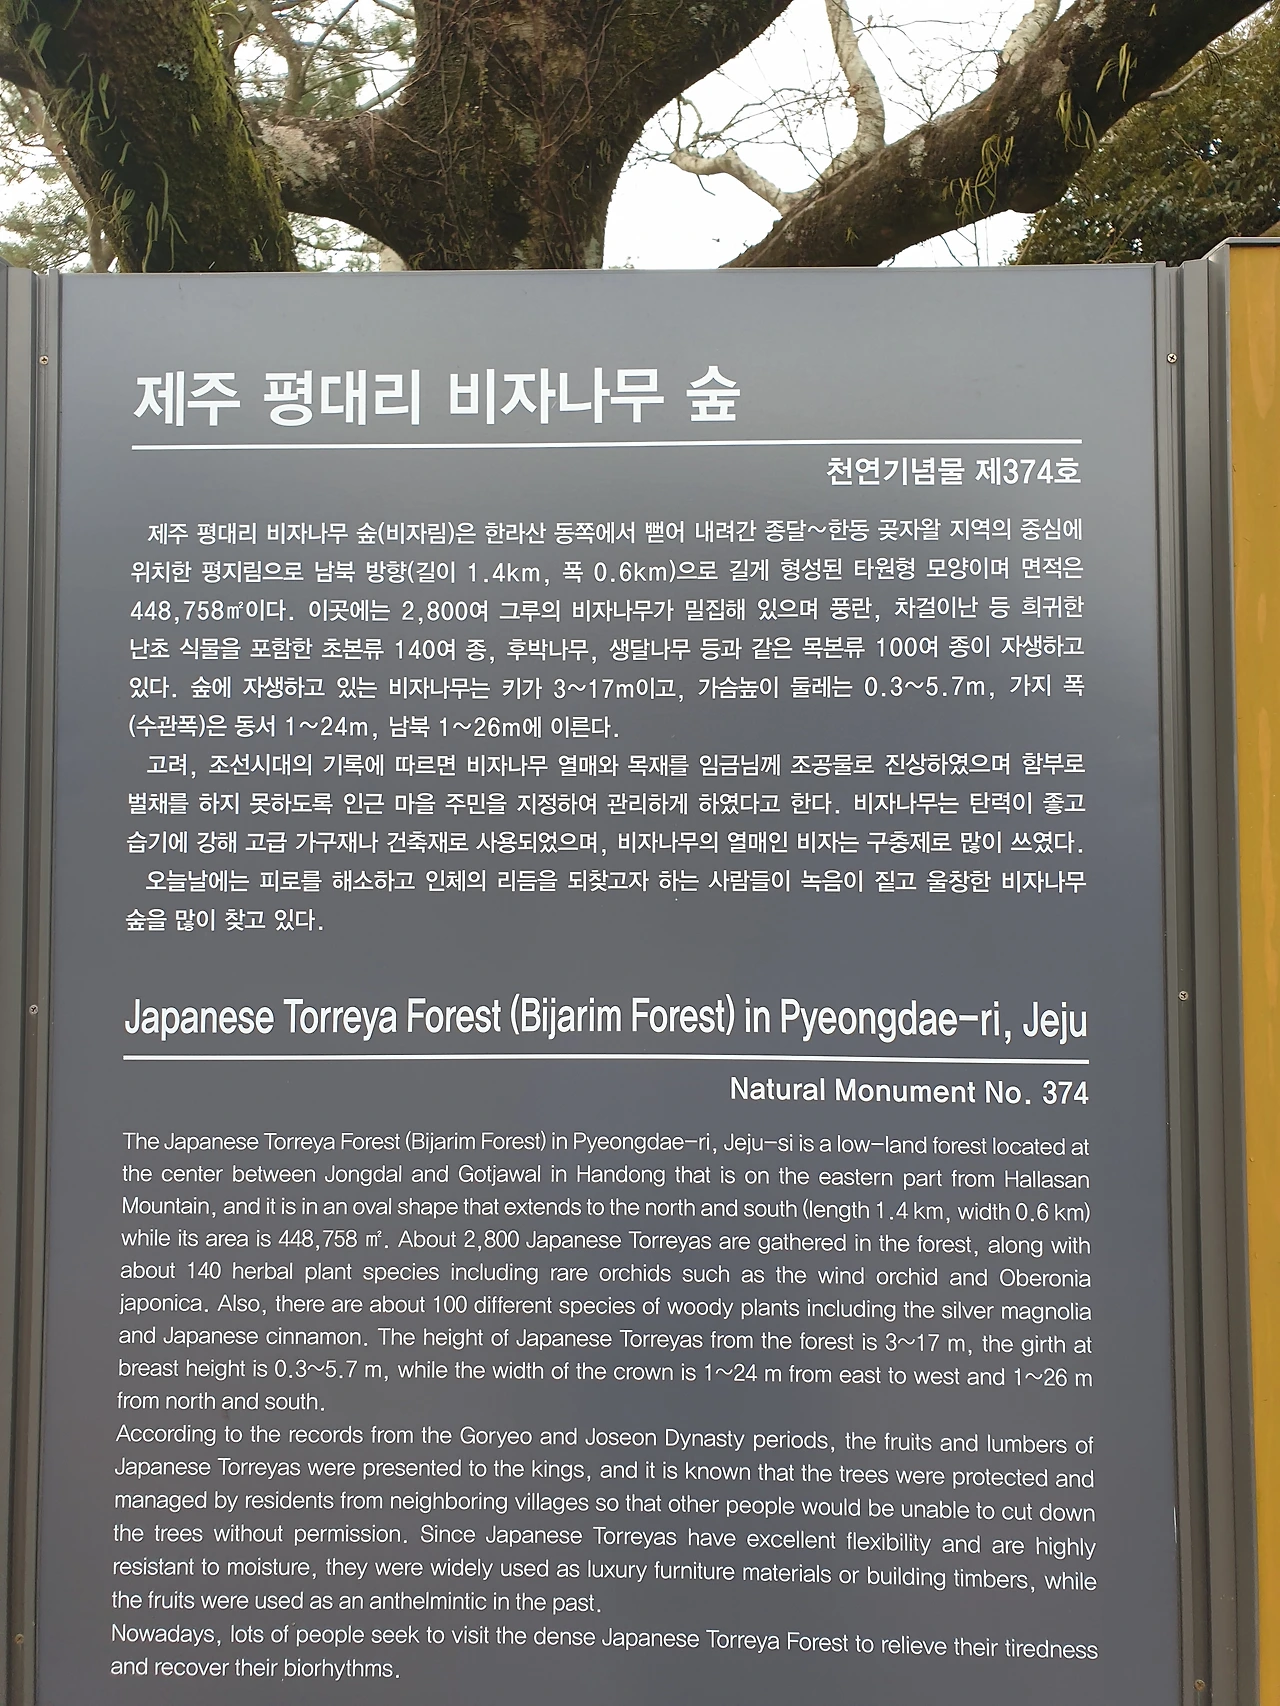 제주 평대리 비자나무 숲
천연기념물 제374호
제주 평대리 비자나무 숲(비자림)은 한라산 동쪽에서 뻗어 내려간 종달~한동 곶자왈 지역의 중심에
위치한 평지림으로 남북 방향(길이 1.4km, 폭 0.6km)으로 길게 형성된 타원형 모양이며 면적은
448,758㎡이다. 이곳에는 2,800여 그루의 비자나무가 밀집해 있으며 풍란, 차걸이난 등 희귀한
난초 식물을 포함한 초본류 140여 종, 후박나무, 생달나무 등과 같은 목본류 100여 종이 자생하고
있다. 숲에 자생하고 있는 비자나무는 키가 3~17m이고, 가슴높이 둘레는 0.3~5.7m, 가지 폭
(수관폭)은 동서 1~24m, 남북 1~26m에 이른다.
고려, 조선시대의 기록에 따르면 비자나무 열매와 목재를 임금님께 조공물로 진상하였으며 함부로
벌채를 하지 못하도록 인근 마을 주민을 지정하여 관리하게 하였다고 한다. 비자나무는 탄력이 좋고
습기에 강해 고급 가구재나 건축재로 사용되었으며, 비자나무의 열매인 비자는 구충제로 많이 쓰였다.
오늘날에는 피로를 해소하고 인체의 리듬을 되찾고자 하는 사람들이 녹음이 짙고 울창한 비자나무
숲을 많이 찾고 있다.
Japanese Torreya Forest (Bijarim Forest) in Pyeongdae-ri, Jeju
Natural Monument No. 374
The Japanese Torreya Forest (Bijarim Forest) in Pyeongdae-ri, Jeju-si is a low-land forest located at
the center between Jongdal and Gotjawal in Handong that is on the eastern part from Hallasan
Mountain, and it is in an oval shape that extends to the north and south (length 1.4 km, width 0.6 km)
while its area is 448,758 ㎡. About 2,800 Japanese Torreyas are gathered in the forest, along with
about 140 herbal plant species including rare orchids such as the wind orchid and Oberonia
japonica. Also, there are about 100 different species of woody plants including the silver magnolia
and Japanese cinnamon. The height of Japanese Torreyas from the forest is 3~17 m, the girth at
breast height is 0.3~5.7 m, while the width of the crown is 1~24 m from east to west and 1~26 m
from north and south.
According to the records from the Goryeo and Joseon Dynasty periods, the fruits and lumbers of
Japanese Torreyas were presented to the kings, and it is known that the trees were protected and
managed by residents from neighboring villages so that other people would be unable to cut down
the trees without permission. Since Japanese Torreyas have excellent flexibility and are highly
resistant to moisture, they were widely used as luxury furniture materials or building timbers, while
the fruits were used as an anthelmintic in the past.
Nowadays, lots of people seek to visit the dense Japanese Torreya Forest to relieve their tiredness
and recover their biorhythms.